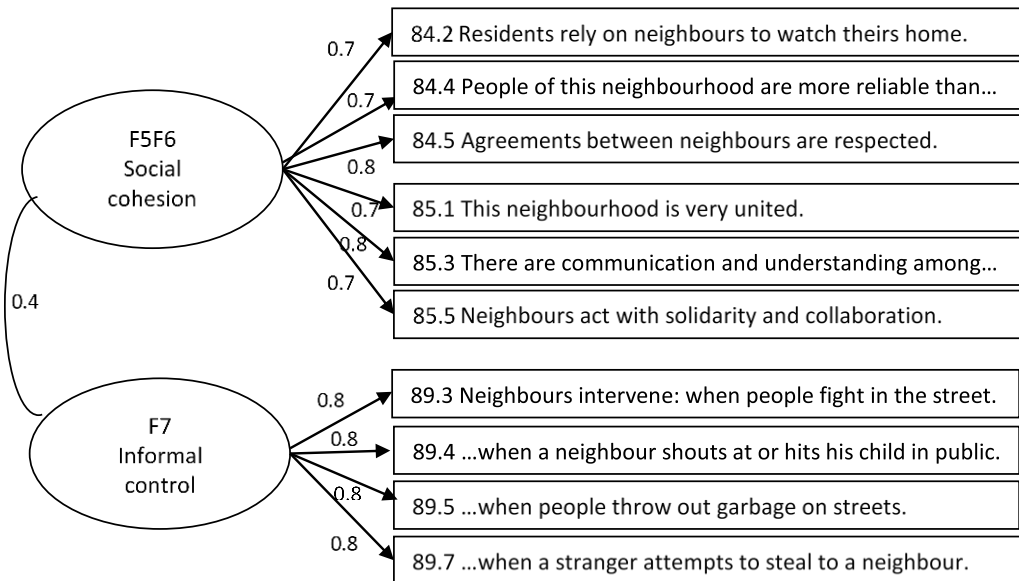 0.7
84.2 Residents rely on neighbours to watch theirs home.
0.7
84.4 People of this neighbourhood are more reliable than...
F5F6
Social
cohesion
84.5 Agreements between neighbours are respected.
0.8
0.7
85.1 This neighbourhood is very united.
0.8
85.3 There are communication and understanding among...
0.7
85.5 Neighbours act with solidarity and collaboration.
0.4
F7
Informal
control
0.8
89.3 Neighbours intervene: when people fight in the street.
0.8
89.4 ...when a neighbour shouts at or hits his child in public.
0.8
89.5 ...when people throw out garbage on streets.
0.8
89.7 ...when a stranger attempts to steal to a neighbour.